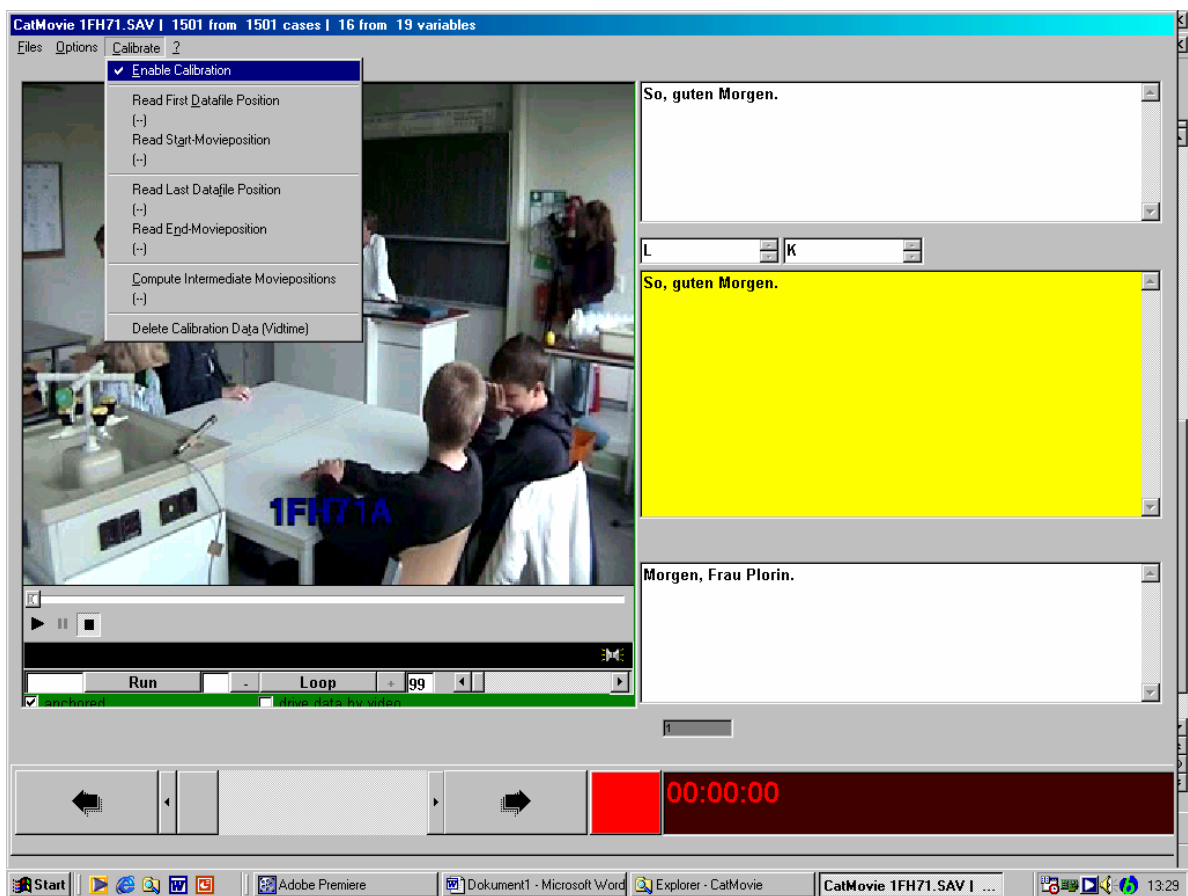 CatMovie 1FH71.SAV | 1501 from 1501 cases | 16 from 19 variables
Files Options Calibrate ?
✓ Enable Calibration
Read First Datafile Position
(--)
Read Start-Movieposition
(--)
Read Last Datafile Position
(--)
Read End-Movieposition
(--)
Compute Intermediate Moviepositions
(--)
Delete Calibration Data (Vidtime)
So, guten Morgen.
L K
So, guten Morgen.
1FH71A
Morgen, Frau Plorin.
Run - Loop + 99
anchored drive data by video
1
00:00:00
Start Adobe Premiere Dokument1 - Microsoft Word Explorer - CatMovie CatMovie 1FH71.SAV | ... 13:29